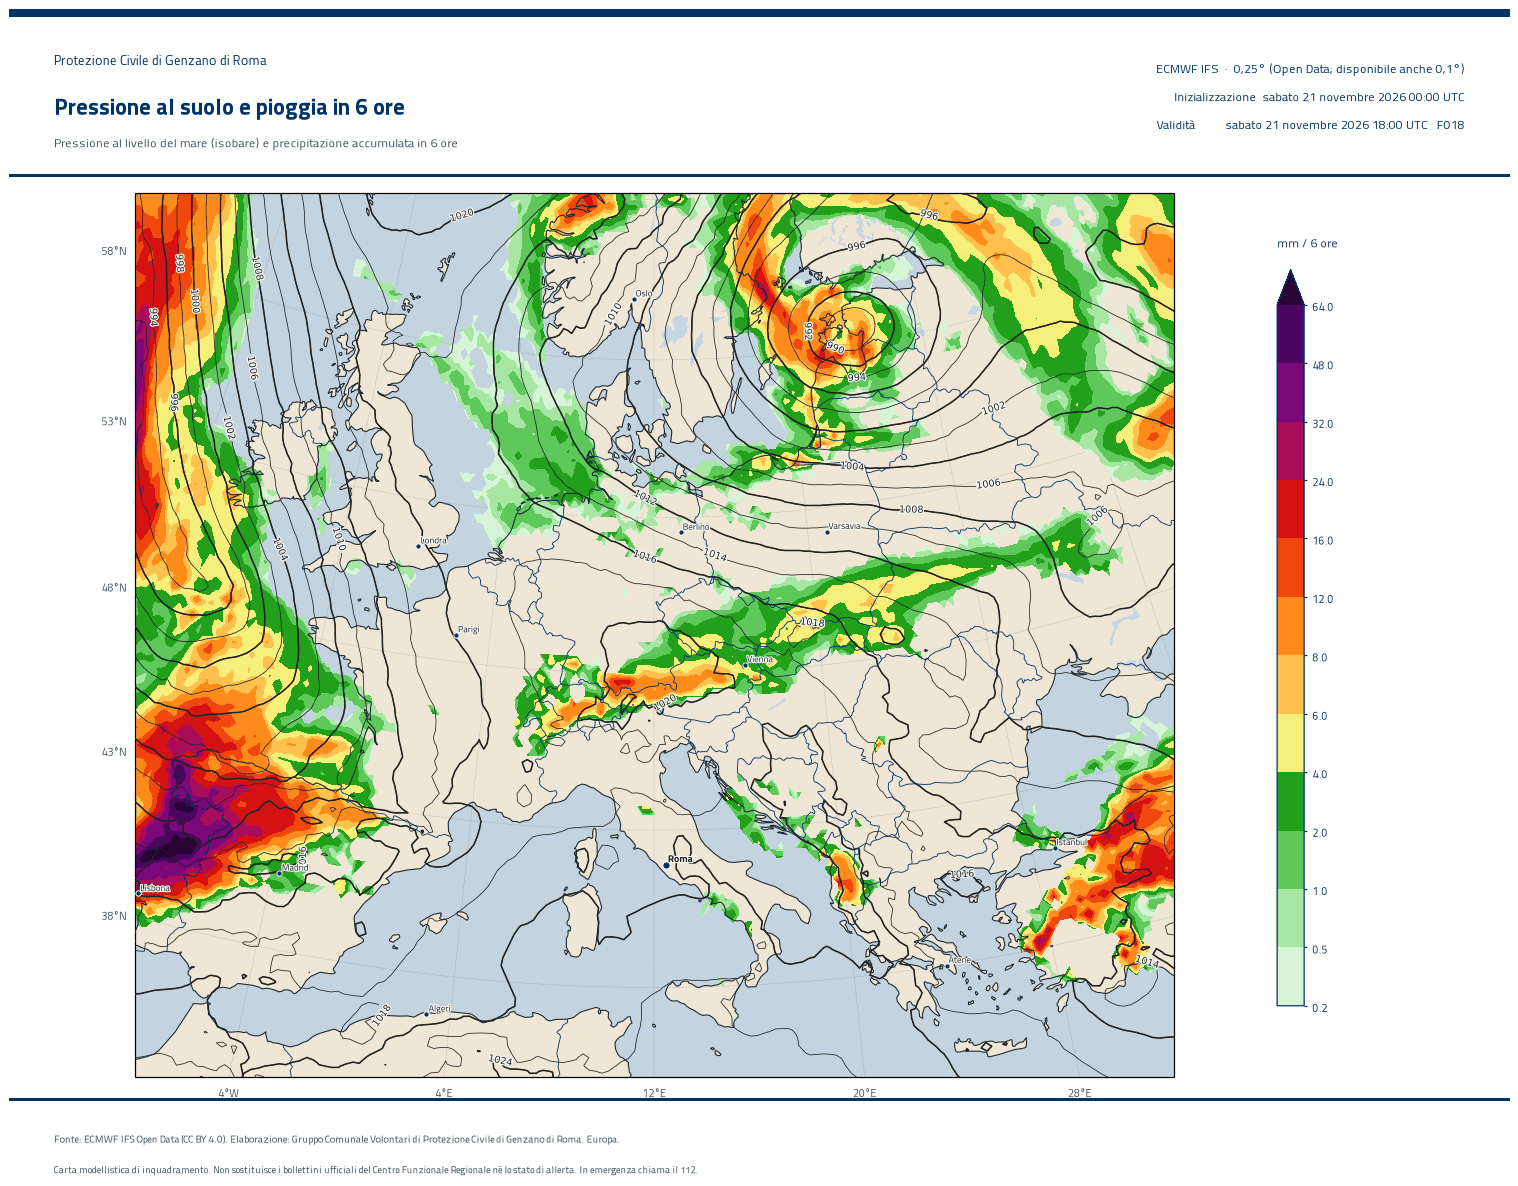 Protezione Civile di Genzano di Roma
Pressione al suolo e pioggia in 6 ore
Pressione al livello del mare (isobare) e precipitazione accumulata in 6 ore
ECMWF IFS · 0,25° (Open Data; disponibile anche 0,1°)
Inizializzazione sabato 21 novembre 2026 00:00 UTC
Validità sabato 21 novembre 2026 18:00 UTC F018
58°N
53°N
48°N
43°N
38°N
4°W
4°E
12°E
20°E
28°E
1020
996
998
1008
996
1000
994
1010
992
990
1006
994
996
1002
1002
1004
1006
1012
1008
1006
1010
1004
1016
1014
1018
1020
1016
1016
1014
1018
1024
Oslo
Londra
Berlino
Varsavia
Parigi
Vienna
Roma
Madrid
Lisbona
Istanbul
Atene
Algeri
mm / 6 ore
64.0
48.0
32.0
24.0
16.0
12.0
8.0
6.0
4.0
2.0
1.0
0.5
0.2
Fonte: ECMWF IFS Open Data (CC BY 4.0). Elaborazione: Gruppo Comunale Volontari di Protezione Civile di Genzano di Roma. Europa.
Carta modellistica di inquadramento. Non sostituisce i bollettini ufficiali del Centro Funzionale Regionale né lo stato di allerta. In emergenza chiama il 112.